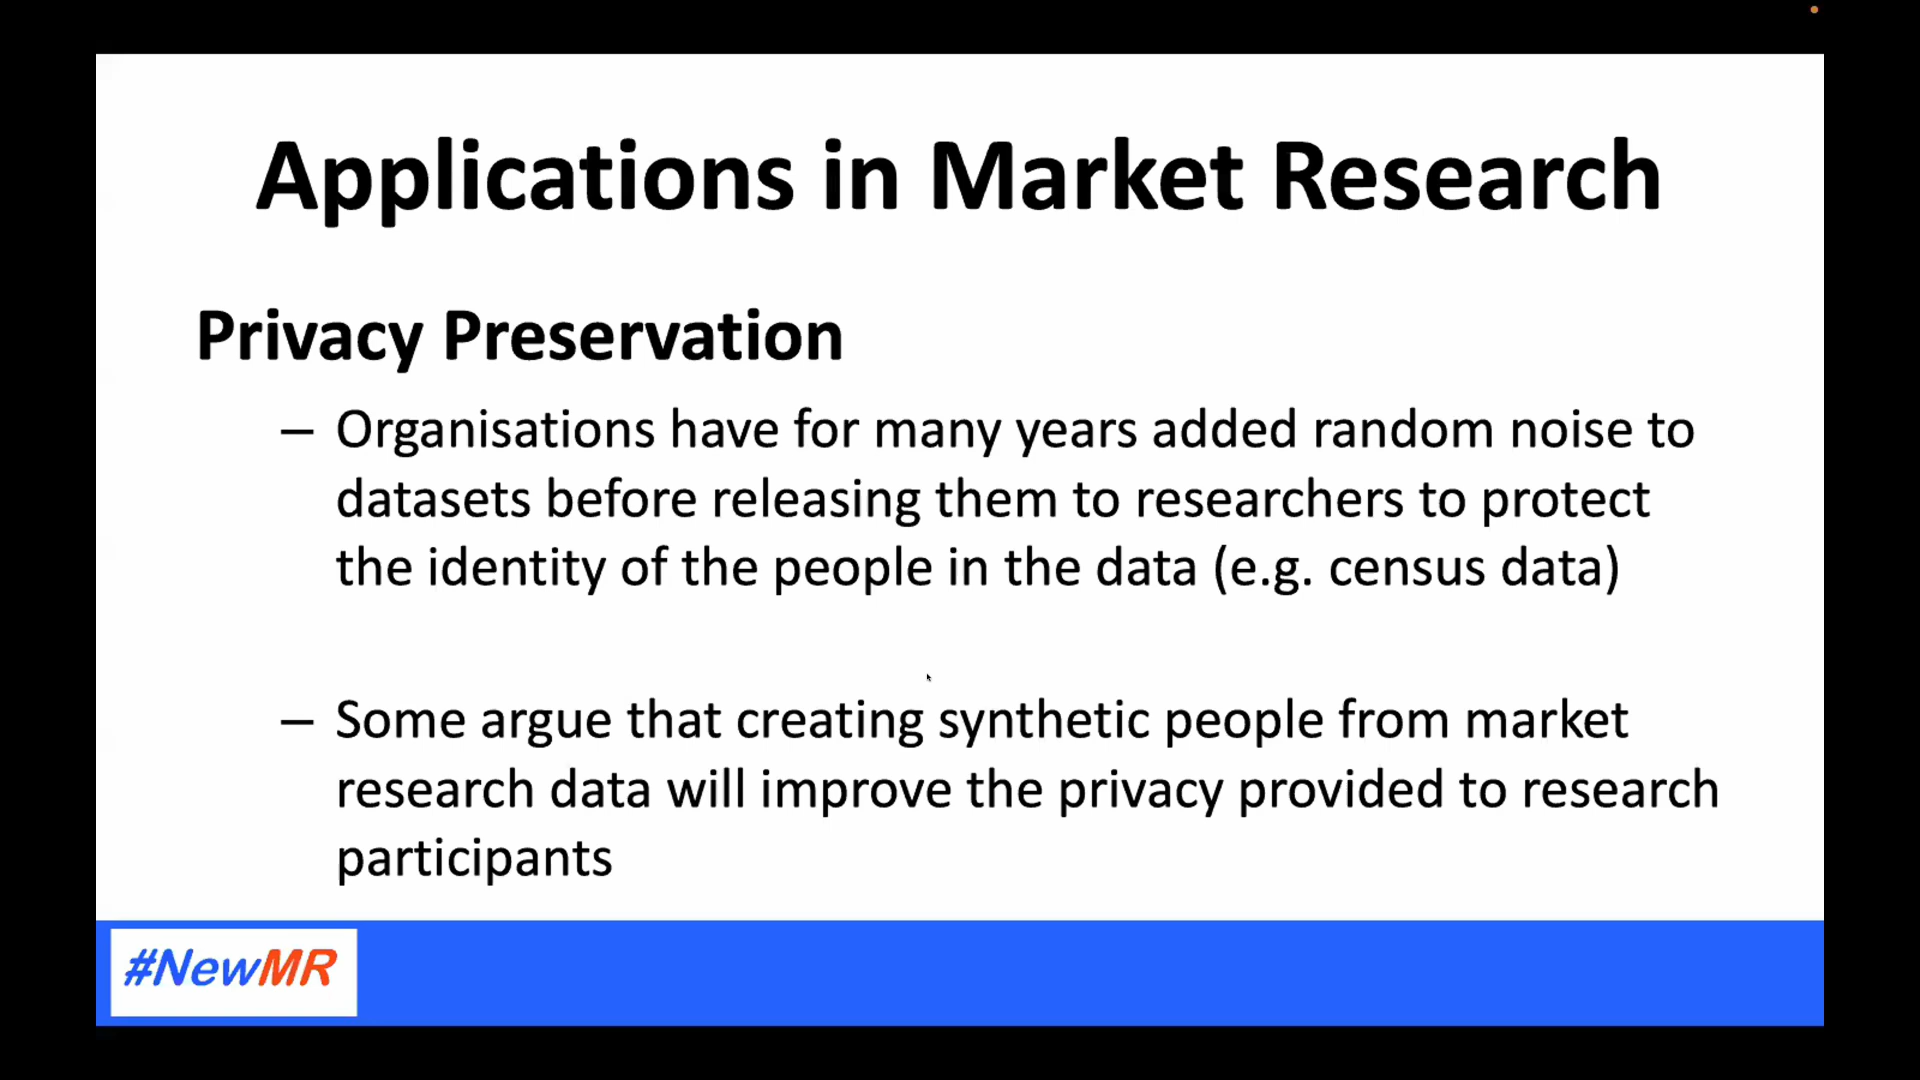 Applications in Market Research
Privacy Preservation
– Organisations have for many years added random noise to
datasets before releasing them to researchers to protect
the identity of the people in the data (e.g. census data)
– Some argue that creating synthetic people from market
research data will improve the privacy provided to research
participants
#NewMR